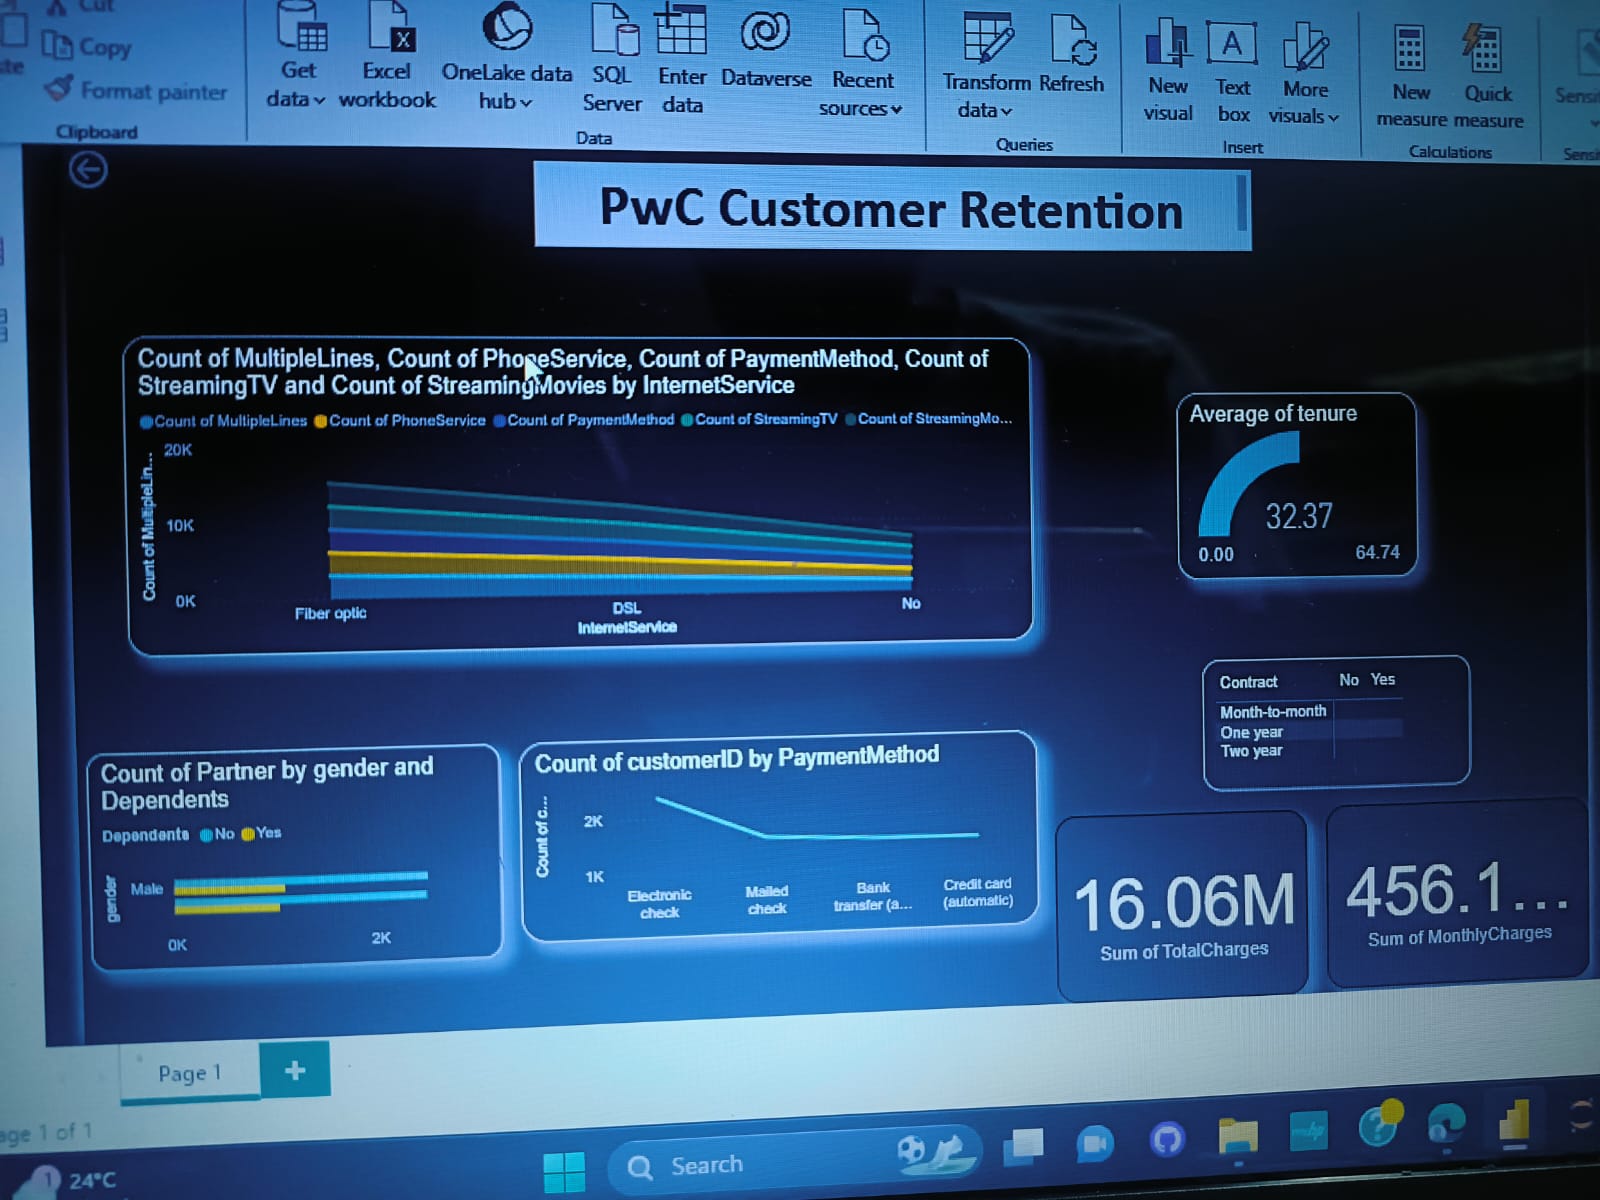 Cut
Copy
Format painter
Clipboard
Get data
Excel workbook
OneLake data hub
SQL Server
Enter data
Dataverse
Recent sources
Data
Transform data
Refresh
Queries
New visual
Text box
More visuals
Insert
New measure
Quick measure
Calculations
PwC Customer Retention
Count of MultipleLines, Count of PhoneService, Count of PaymentMethod, Count of
StreamingTV and Count of StreamingMovies by InternetService
Count of MultipleLines Count of PhoneService Count of PaymentMethod Count of StreamingTV Count of StreamingMo...
Count of MultipleLin...
20K
10K
0K
Fiber optic DSL No
InternetService
Average of tenure
32.37
0.00 64.74
Contract No Yes
Month-to-month
One year
Two year
Count of Partner by gender and
Dependents
Dependents No Yes
gender
Male
0K 2K
Count of customerID by PaymentMethod
Count of c...
2K
1K
Electronic check
Mailed check
Bank transfer (a...
Credit card (automatic)
16.06M
Sum of TotalCharges
456.1...
Sum of MonthlyCharges
Page 1
+
1 of 1
1
24°C
Search
hp